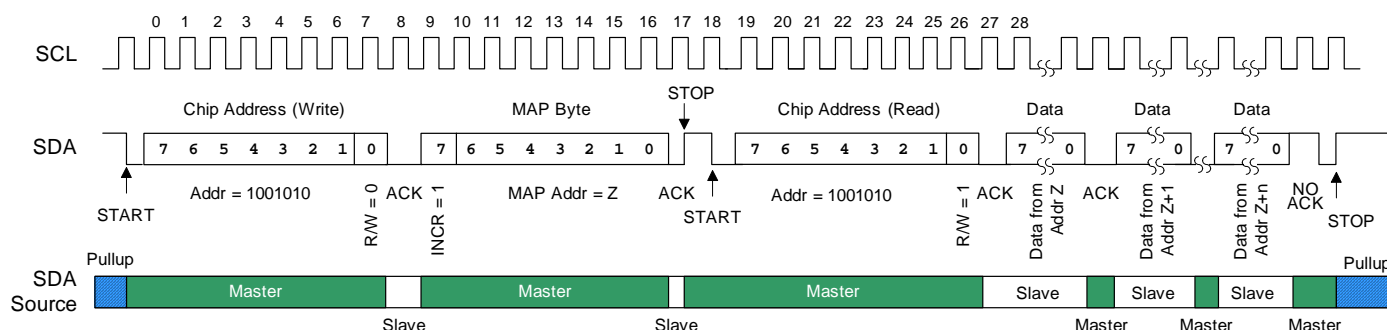 0 1 2 3 4 5 6 7 8 9 10 11 12 13 14 15 16 17 18 19 20 21 22 23 24 25 26 27 28
SCL
STOP
Chip Address (Write) MAP Byte Chip Address (Read) Data Data Data
SDA 7 6 5 4 3 2 1 0 7 6 5 4 3 2 1 0 7 6 5 4 3 2 1 0 7 0 7 0 7 0
START Addr = 1001010 R/W = 0 ACK INCR = 1 MAP Addr = Z ACK START Addr = 1001010 R/W = 1 ACK Data from Addr Z ACK Data from Addr Z+1 Data from Addr Z+n NO ACK STOP
Pullup Pullup
SDA Source Master Master Master Slave Slave Slave
Slave Slave Master Master Master